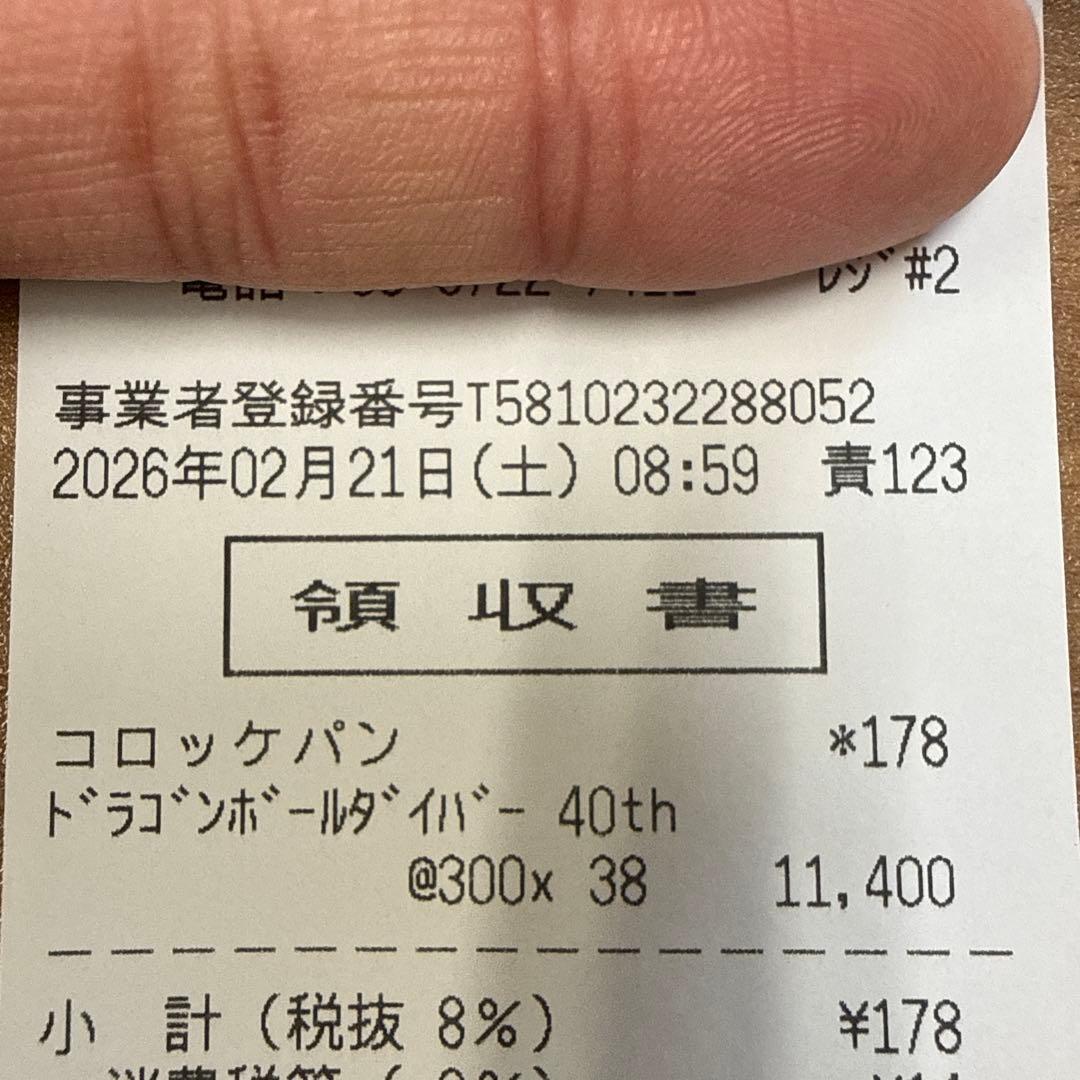 レジ#2
事業者登録番号T5810232288052
2026年02月21日(土) 08:59 責123
領 収 書
コロッケパン *178
ドラゴンボールダイバー 40th
@300x 38 11,400
小 計(税抜 8%) ¥178